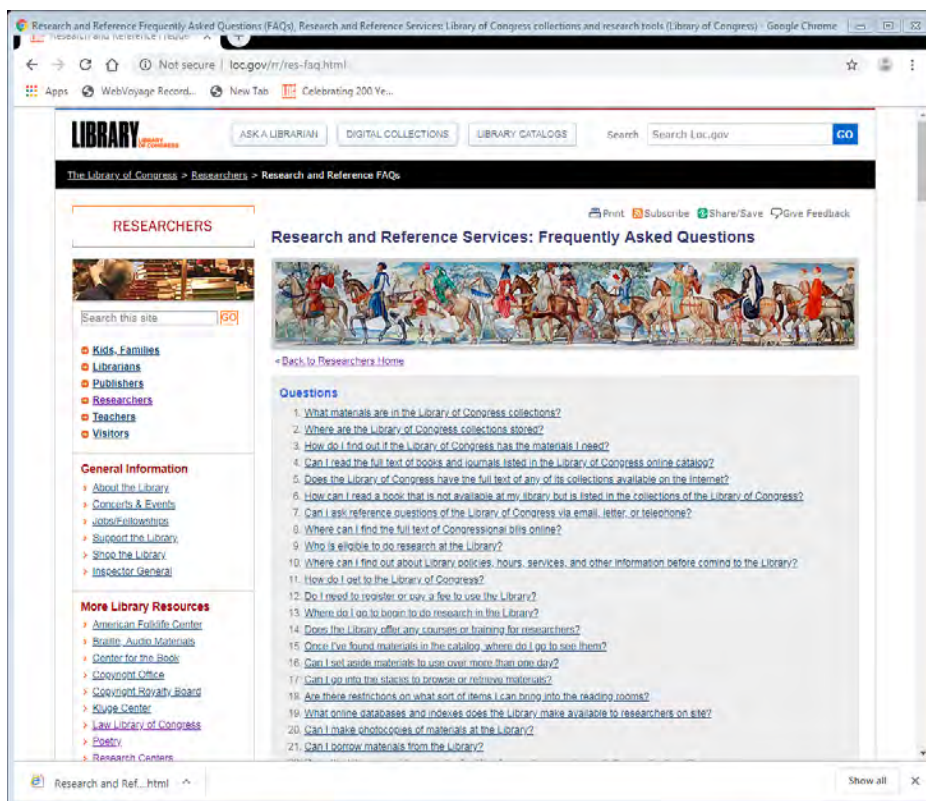 Research and Reference Frequently Asked Questions (FAQs), Research and Reference Services: Library of Congress collections and research tools (Library of Congress) - Google Chrome
Not secure | loc.gov/rr/res-faq.html
Apps WebVoyage Record... New Tab Celebrating 200 Ye...
LIBRARY
LIBRARY OF CONGRESS
ASK A LIBRARIAN DIGITAL COLLECTIONS LIBRARY CATALOGS Search Search Loc.gov GO
The Library of Congress > Researchers > Research and Reference FAQs
Print Subscribe Share/Save Give Feedback
RESEARCHERS
Search this site GO
Kids, Families
Librarians
Publishers
Researchers
Teachers
Visitors
General Information
About the Library
Concerts & Events
Jobs/Fellowships
Support the Library
Shop the Library
Inspector General
More Library Resources
American Folklife Center
Braille, Audio Materials
Center for the Book
Copyright Office
Copyright Royalty Board
Kluge Center
Law Library of Congress
Poetry
Research Centers
Research and Reference Services: Frequently Asked Questions
«Back to Researchers Home
Questions
1. What materials are in the Library of Congress collections?
2. Where are the Library of Congress collections stored?
3. How do I find out if the Library of Congress has the materials I need?
4. Can I read the full text of books and journals listed in the Library of Congress online catalog?
5. Does the Library of Congress have the full text of any of its collections available on the Internet?
6. How can I read a book that is not available at my library but is listed in the collections of the Library of Congress?
7. Can I ask reference questions of the Library of Congress via email, letter, or telephone?
8. Where can I find the full text of Congressional bills online?
9. Who is eligible to do research at the Library?
10. Where can I find out about Library policies, hours, services, and other information before coming to the Library?
11. How do I get to the Library of Congress?
12. Do I need to register or pay a fee to use the Library?
13. Where do I go to begin to do research in the Library?
14. Does the Library offer any courses or training for researchers?
15. Once I've found materials in the catalog, where do I go to see them?
16. Can I set aside materials to use over more than one day?
17. Can I go into the stacks to browse or retrieve materials?
18. Are there restrictions on what sort of items I can bring into the reading rooms?
19. What online databases and indexes does the Library make available to researchers on site?
20. Can I make photocopies of materials at the Library?
21. Can I borrow materials from the Library?
Research and Ref....html Show all